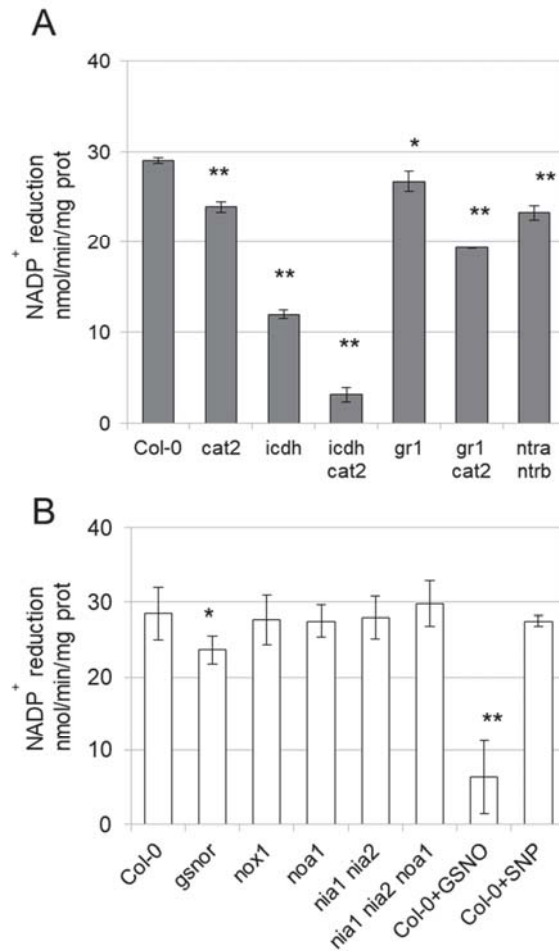 A
NADP+ reduction
nmol/min/mg prot
40
30
20
10
0
**
**
**
*
**
**
Col-0 cat2 icdh icdh cat2 gr1 gr1 cat2 ntra ntrb
B
NADP+ reduction
nmol/min/mg prot
40
30
20
10
0
*
**
Col-0 gsnor nox1 noa1 nia1 nia2 nia1 nia2 noa1 Col-0+GSNO Col-0+SNP